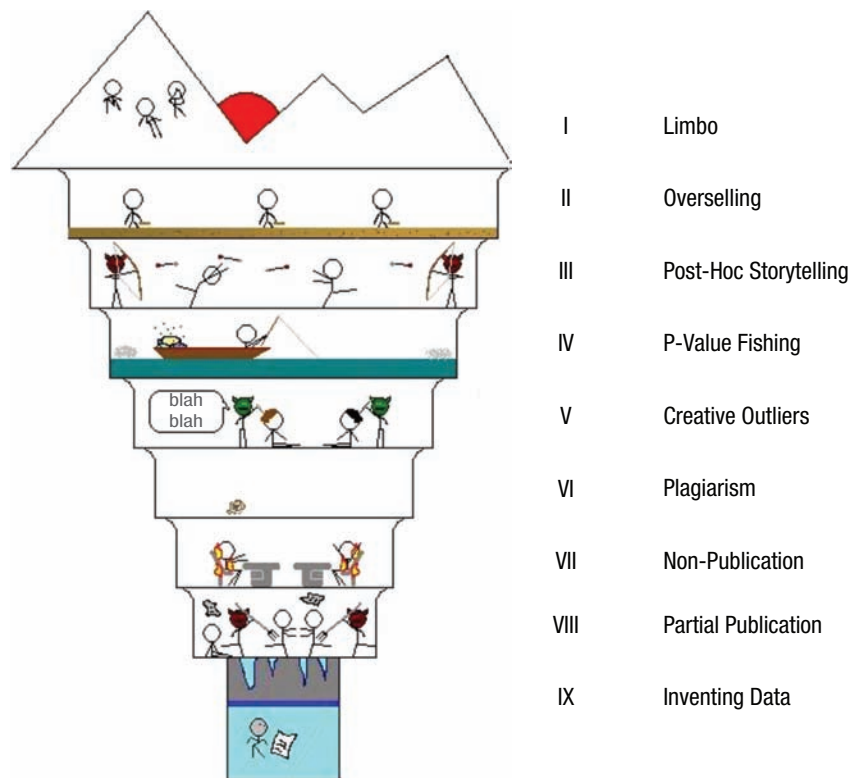 I Limbo
II Overselling
III Post-Hoc Storytelling
IV P-Value Fishing
blah
blah
V Creative Outliers
VI Plagiarism
VII Non-Publication
VIII Partial Publication
IX Inventing Data